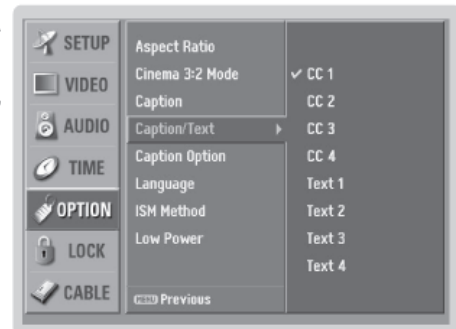 SETUP
VIDEO
AUDIO
TIME
OPTION
LOCK
CABLE
Aspect Ratio
Cinema 3:2 Mode
Caption
Caption/Text
Caption Option
Language
ISM Method
Low Power
MENU Previous
✓ CC 1
CC 2
CC 3
CC 4
Text 1
Text 2
Text 3
Text 4